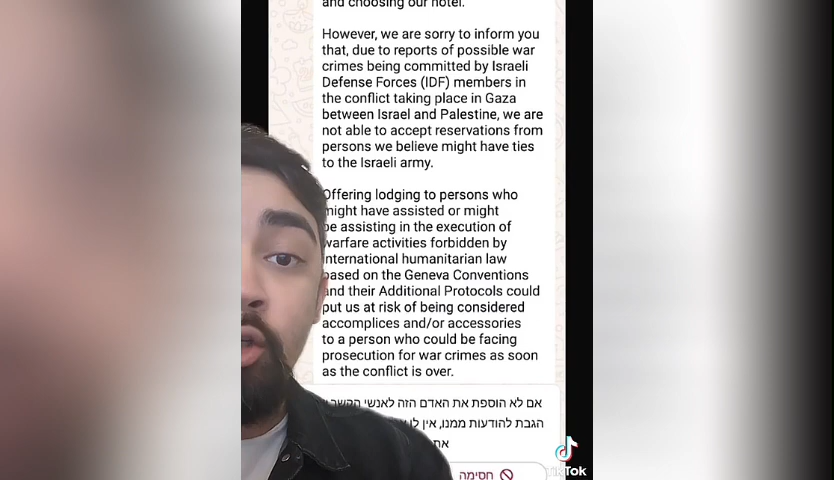 and choosing our hotel.
However, we are sorry to inform you
that, due to reports of possible war
crimes being committed by Israeli
Defense Forces (IDF) members in
the conflict taking place in Gaza
between Israel and Palestine, we are
not able to accept reservations from
persons we believe might have ties
to the Israeli army.
Offering lodging to persons who
might have assisted or might
be assisting in the execution of
warfare activities forbidden by
international humanitarian law
based on the Geneva Conventions
and their Additional Protocols could
put us at risk of being considered
accomplices and/or accessories
to a person who could be facing
prosecution for war crimes as soon
as the conflict is over.
אם לא הוספת את האדם הזה לאנשי הקשר
הגבת להודעות ממנו, אין
את
חסימה
TikTok